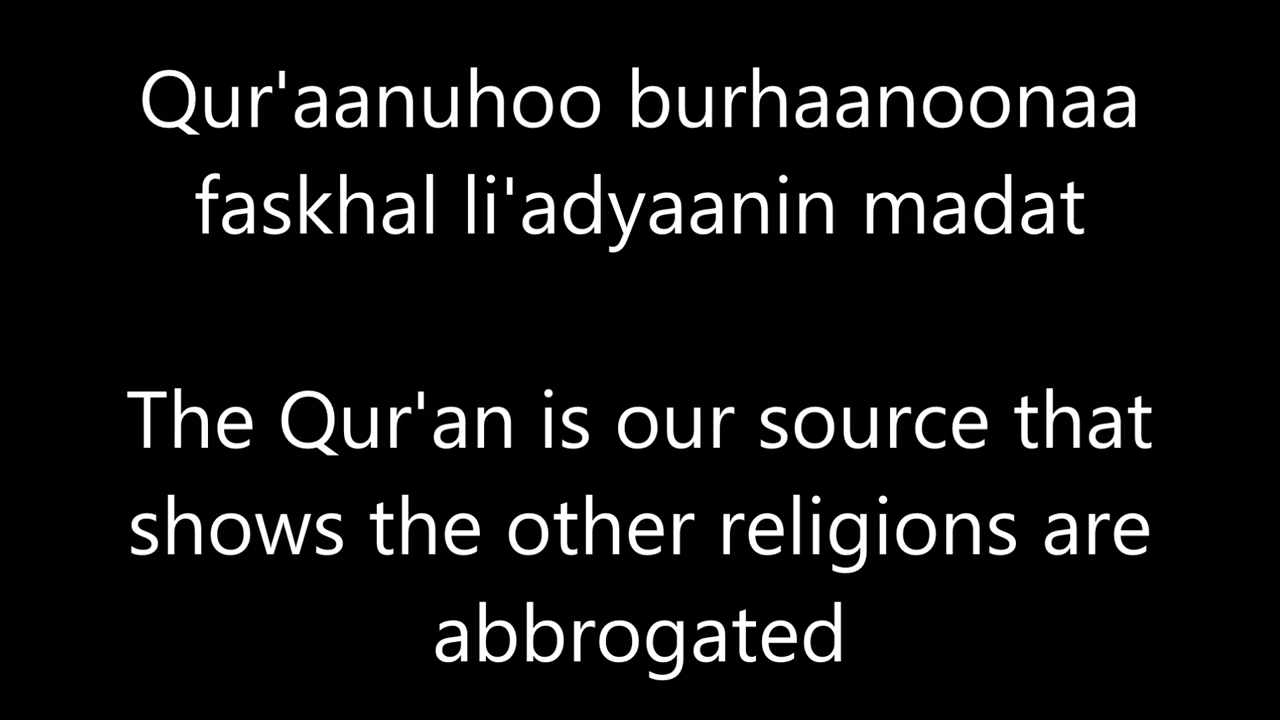 Qur'aanuhoo burhaanoonaa
faskhal li'adyaanin madat
The Qur'an is our source that
shows the other religions are
abbrogated